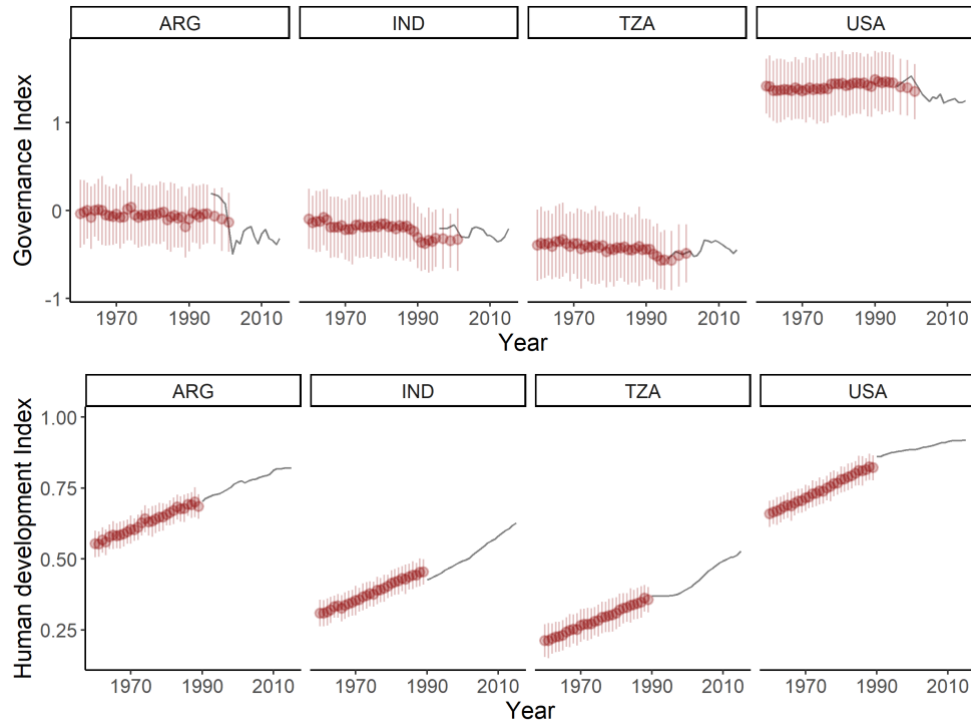 ARG IND TZA USA
Governance Index
1
0
-1
1970 1990 2010 1970 1990 2010 1970 1990 2010 1970 1990 2010
Year
ARG IND TZA USA
Human development Index
1.00
0.75
0.50
0.25
1970 1990 2010 1970 1990 2010 1970 1990 2010 1970 1990 2010
Year